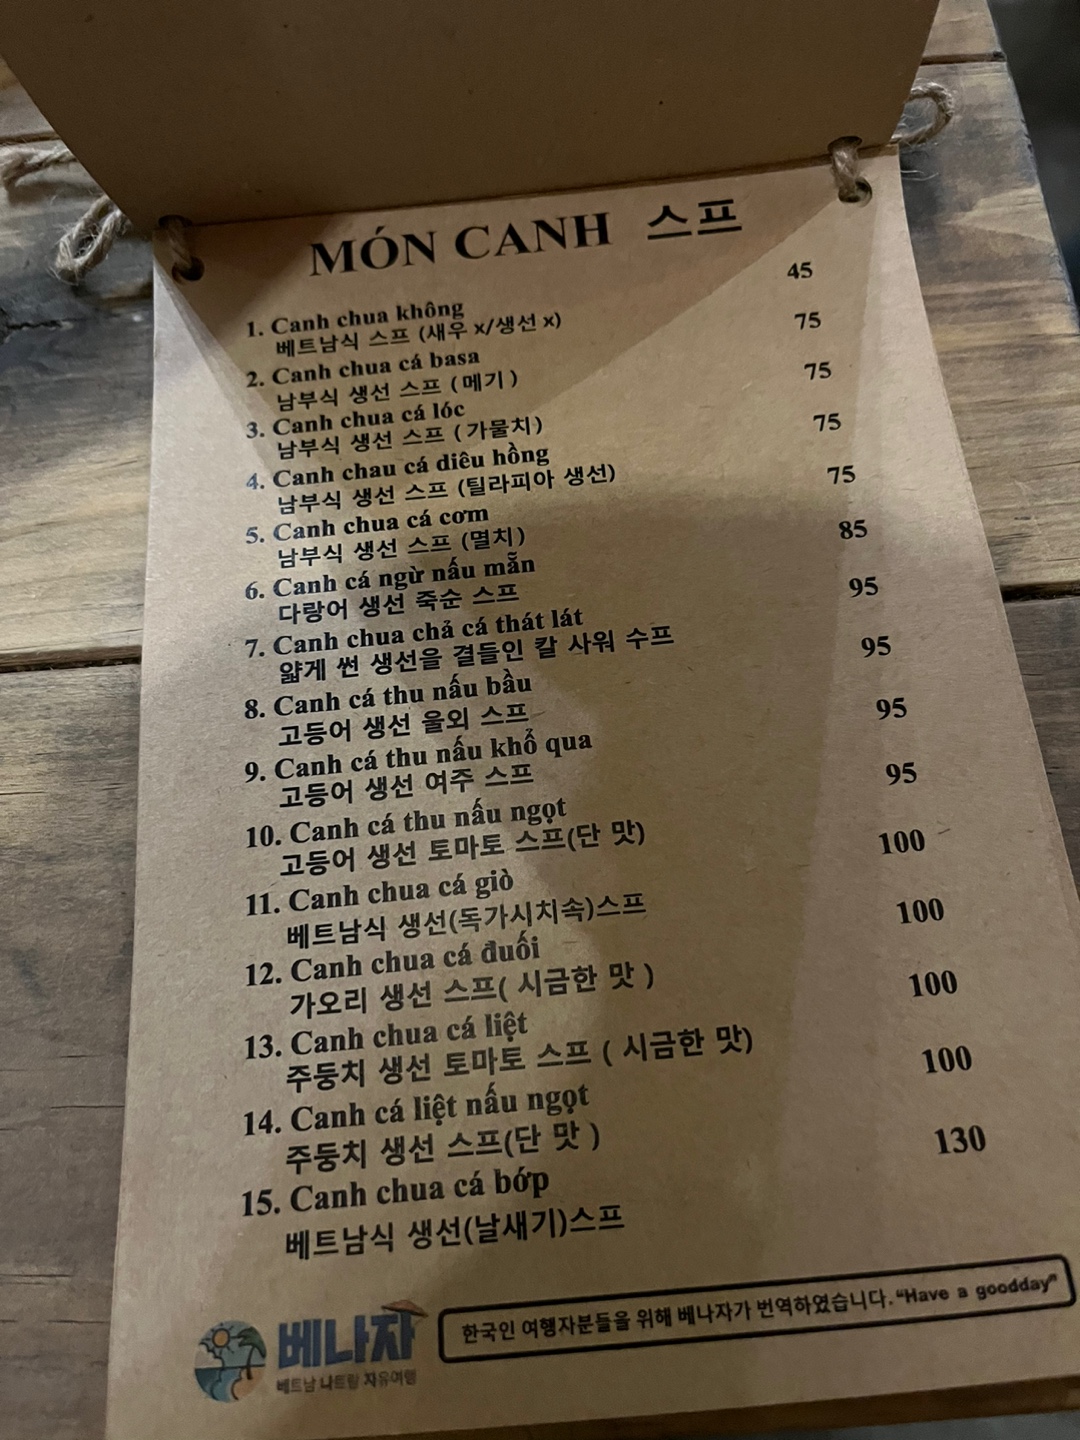 MÓN CANH 스프
1. Canh chua không 45
베트남식 스프 (새우 x/생선 x)
2. Canh chua cá basa 75
남부식 생선 스프 (메기)
3. Canh chua cá lóc 75
남부식 생선 스프 (가물치)
4. Canh chau cá diêu hồng 75
남부식 생선 스프 (틸라피아 생선)
5. Canh chua cá cơm 75
남부식 생선 스프 (멸치)
6. Canh cá ngừ nấu mẵn 85
다랑어 생선 죽순 스프
7. Canh chua chả cá thát lát 95
얇게 썬 생선을 곁들인 칼 사워 수프
8. Canh cá thu nấu bầu 95
고등어 생선 울외 스프
9. Canh cá thu nấu khổ qua 95
고등어 생선 여주 스프
10. Canh cá thu nấu ngọt 95
고등어 생선 토마토 스프(단 맛)
11. Canh chua cá giò 100
베트남식 생선(독가시치속)스프
12. Canh chua cá đuối 100
가오리 생선 스프( 시금한 맛 )
13. Canh chua cá liệt 100
주둥치 생선 토마토 스프 ( 시금한 맛)
14. Canh cá liệt nấu ngọt 100
주둥치 생선 스프(단 맛 )
15. Canh chua cá bớp 130
베트남식 생선(날새기)스프
베나자
베트남 나트랑 자유여행
한국인 여행자분들을 위해 베나자가 번역하였습니다. “Have a goodday”